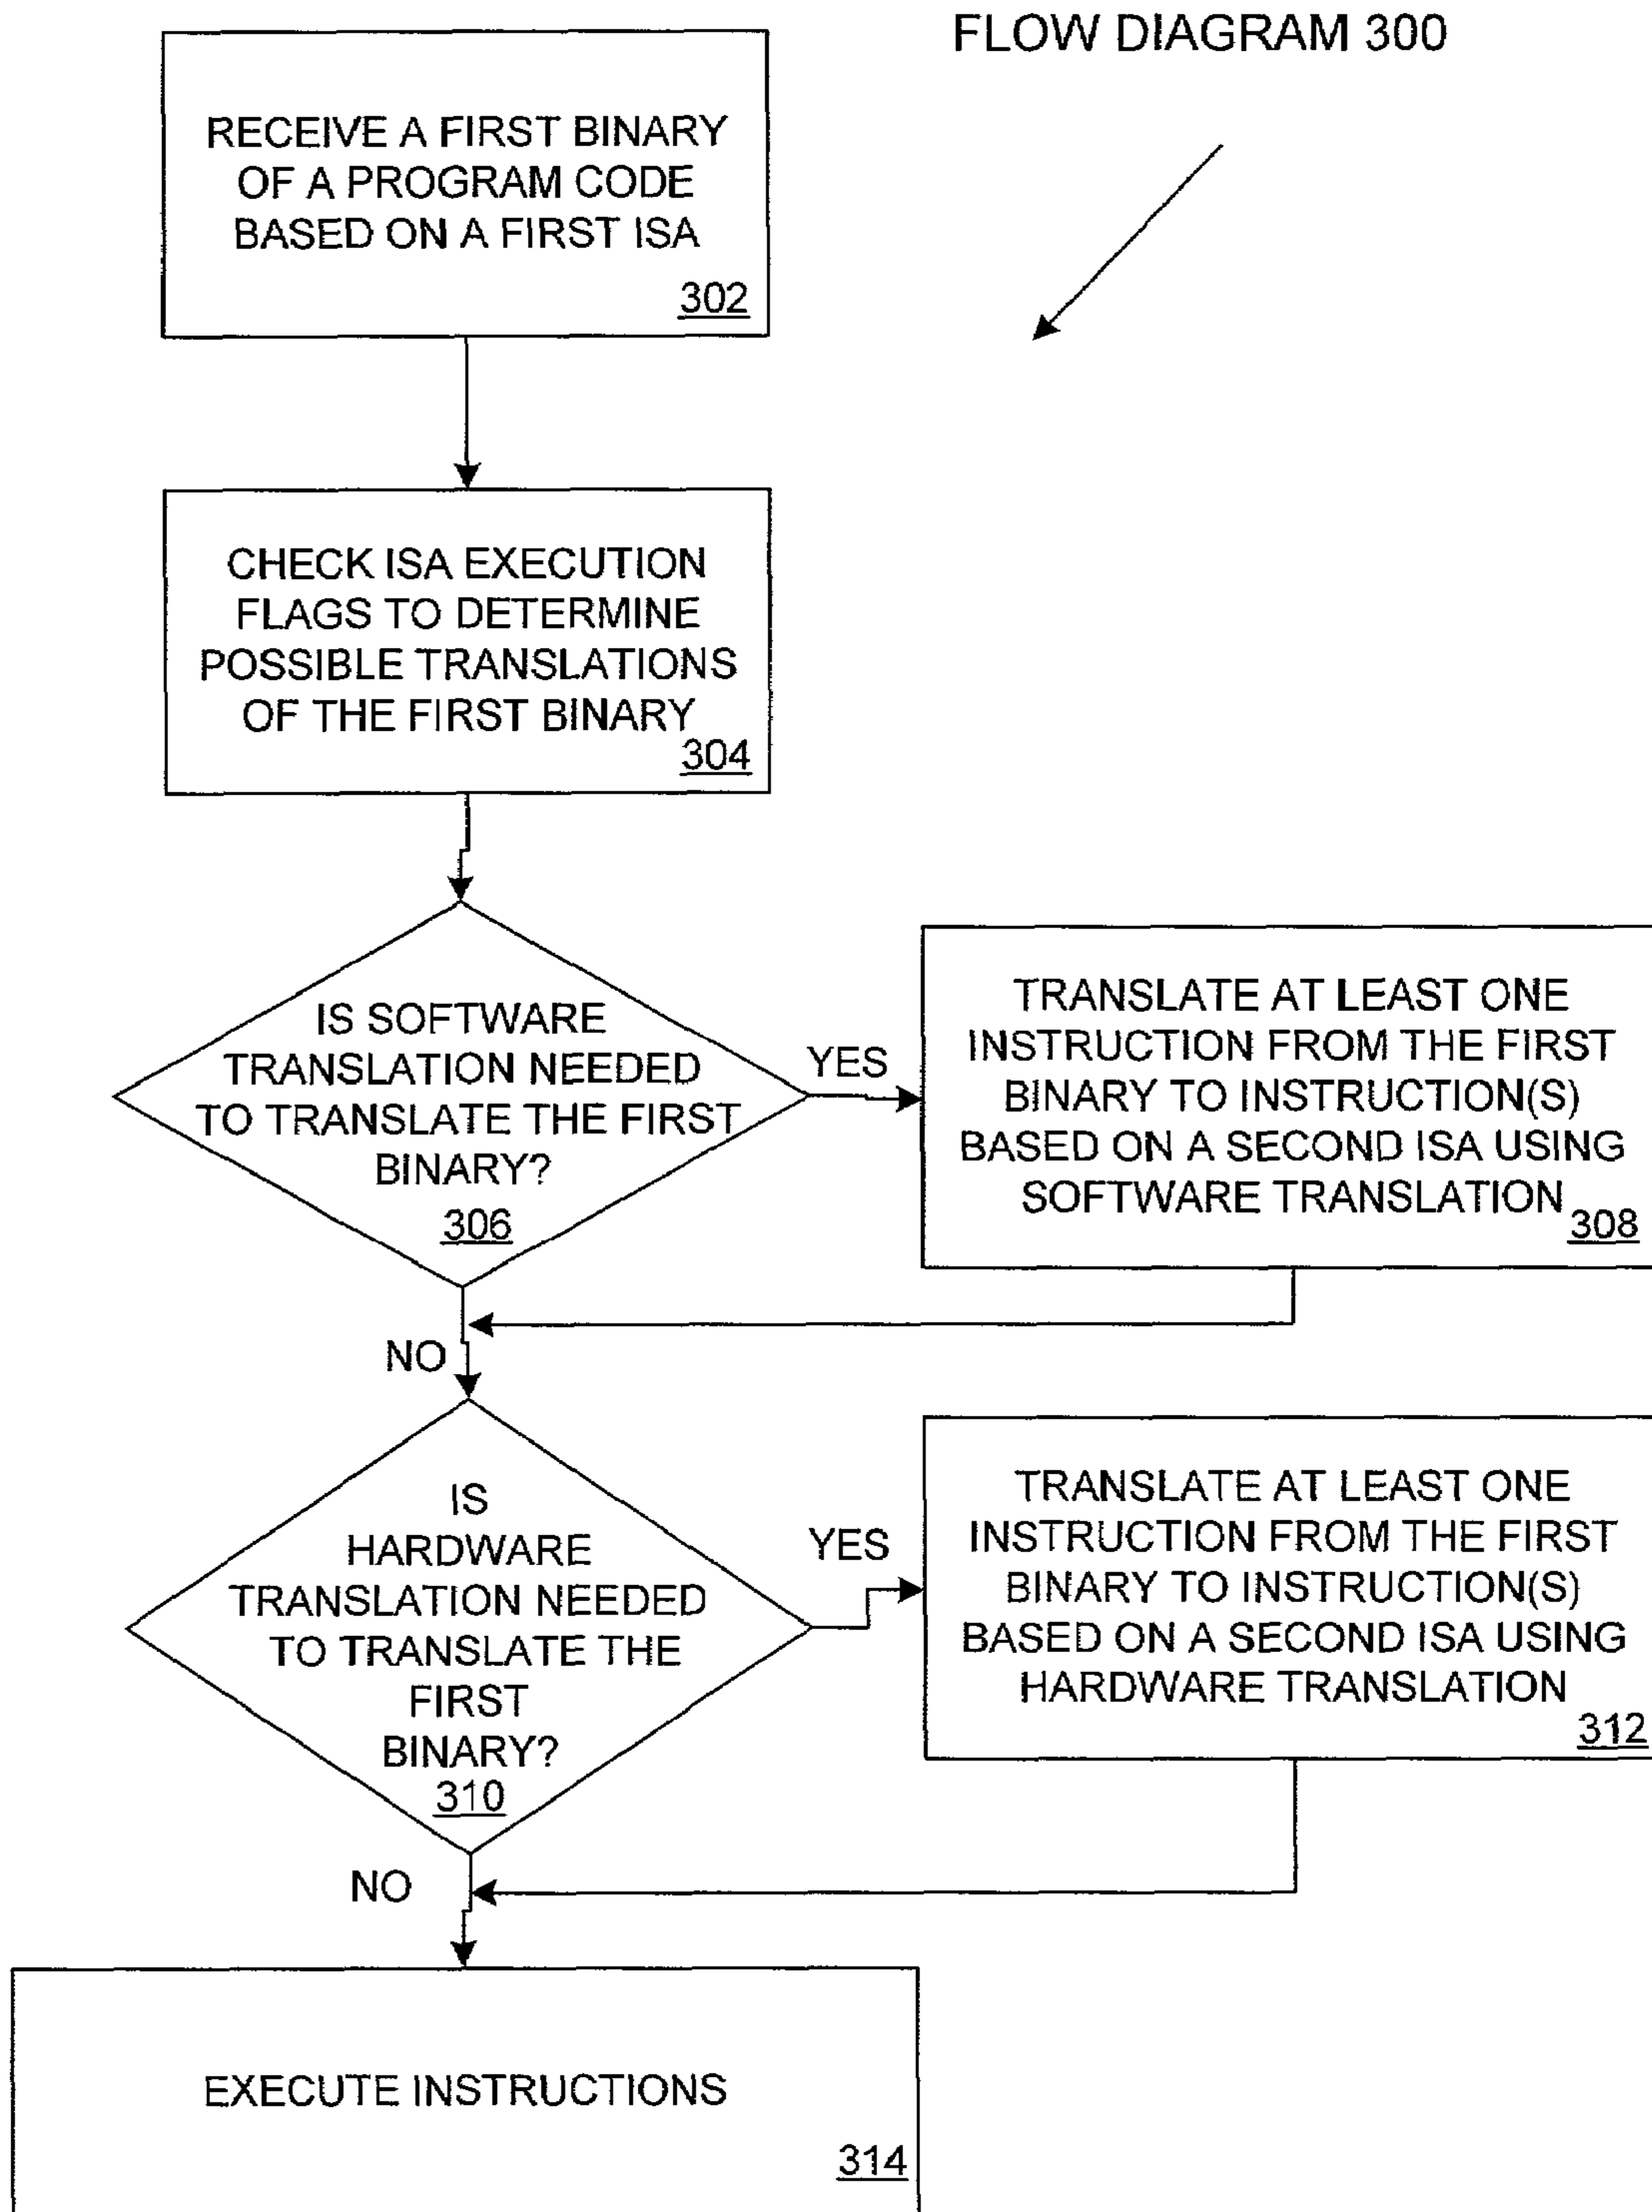 FLOW DIAGRAM 300
RECEIVE A FIRST BINARY
OF A PROGRAM CODE
BASED ON A FIRST ISA
302
CHECK ISA EXECUTION
FLAGS TO DETERMINE
POSSIBLE TRANSLATIONS
OF THE FIRST BINARY
304
IS SOFTWARE
TRANSLATION NEEDED
TO TRANSLATE THE FIRST
BINARY?
306
YES
TRANSLATE AT LEAST ONE
INSTRUCTION FROM THE FIRST
BINARY TO INSTRUCTION(S)
BASED ON A SECOND ISA USING
SOFTWARE TRANSLATION
308
NO
IS
HARDWARE
TRANSLATION NEEDED
TO TRANSLATE THE
FIRST
BINARY?
310
YES
TRANSLATE AT LEAST ONE
INSTRUCTION FROM THE FIRST
BINARY TO INSTRUCTION(S)
BASED ON A SECOND ISA USING
HARDWARE TRANSLATION
312
NO
EXECUTE INSTRUCTIONS
314